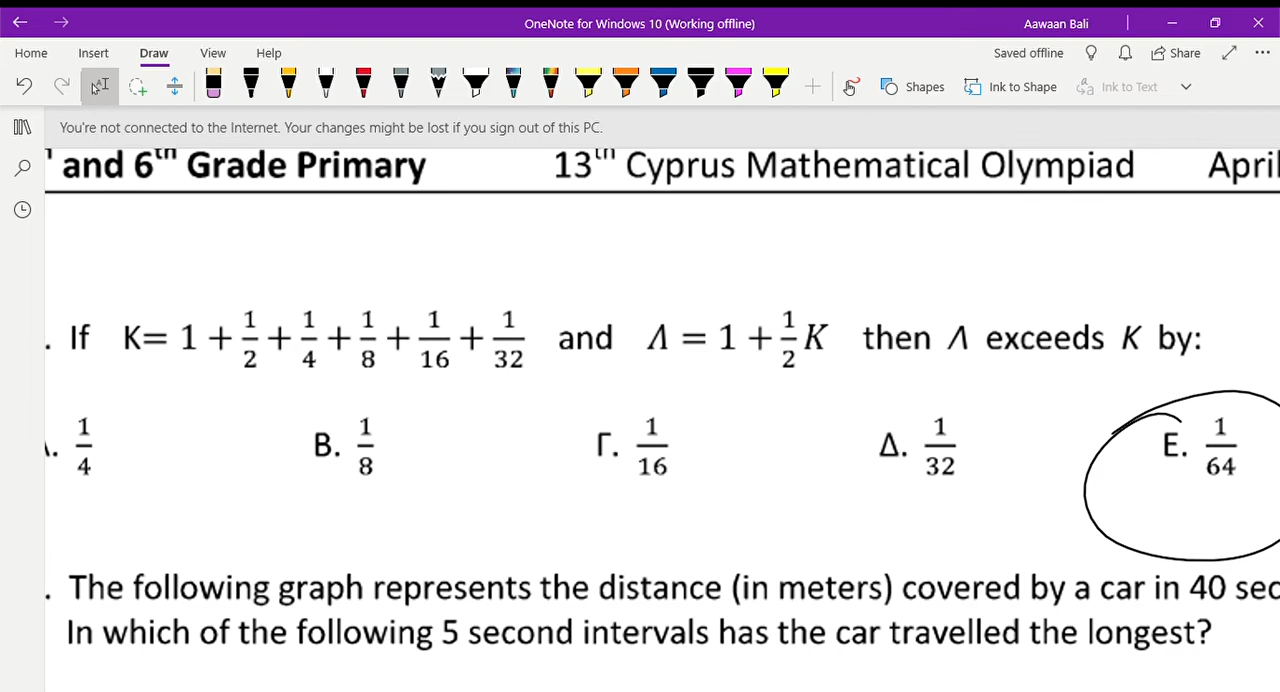 OneNote for Windows 10 (Working offline) Aawaan Bali
Home Insert Draw View Help Saved offline Share
Shapes Ink to Shape Ink to Text
You're not connected to the Internet. Your changes might be lost if you sign out of this PC.
and 6th Grade Primary 13th Cyprus Mathematical Olympiad April
. If K= 1 + 1/2 + 1/4 + 1/8 + 1/16 + 1/32 and Λ = 1 + 1/2 K then Λ exceeds K by:
. 1/4 B. 1/8 Γ. 1/16 Δ. 1/32 E. 1/64
. The following graph represents the distance (in meters) covered by a car in 40 sec
In which of the following 5 second intervals has the car travelled the longest?